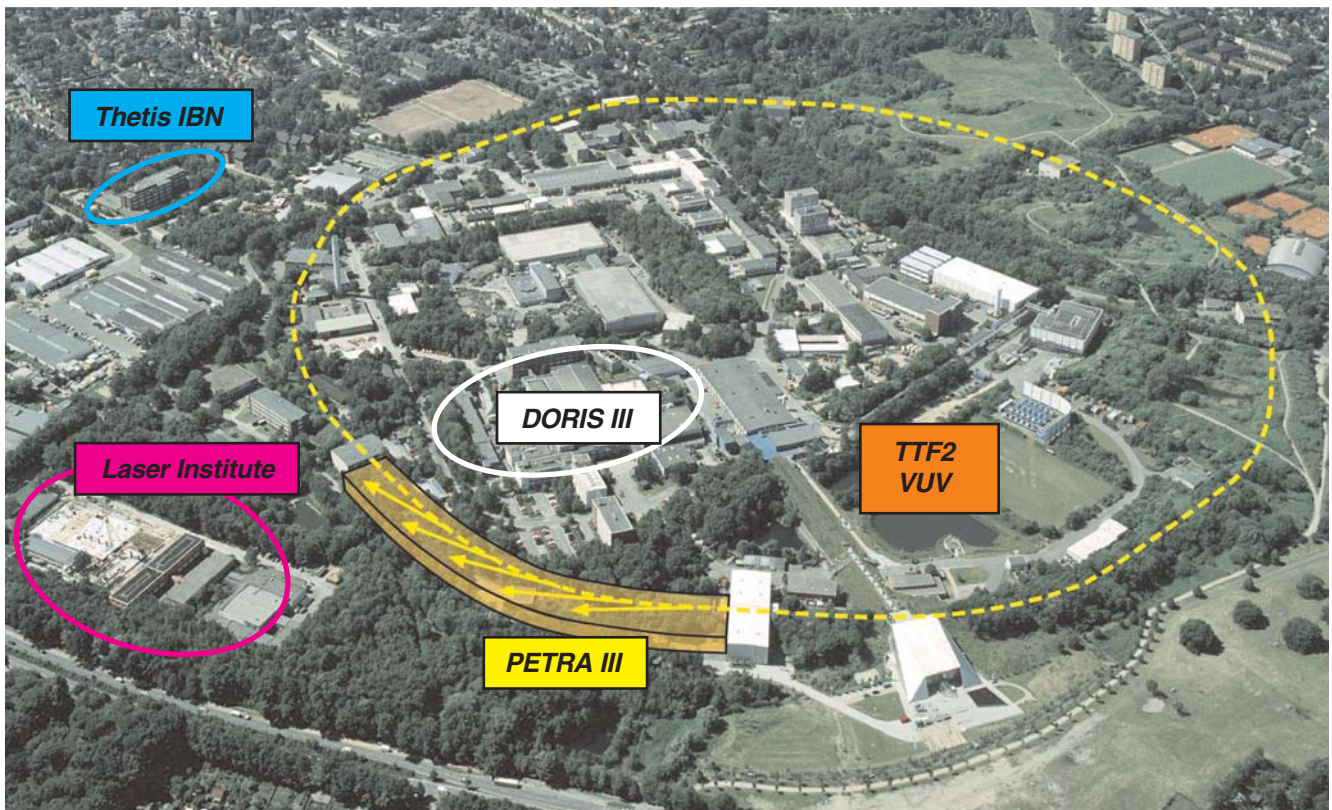 Thetis IBN
DORIS III
TTF2
VUV
Laser Institute
PETRA III